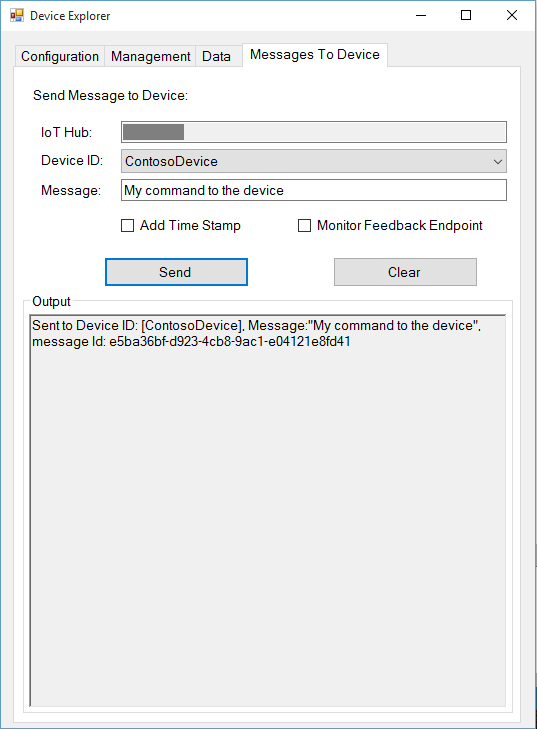 Device Explorer
Configuration Management Data Messages To Device
Send Message to Device:
IoT Hub:
Device ID: ContosoDevice
Message: My command to the device
Add Time Stamp Monitor Feedback Endpoint
Send Clear
Output
Sent to Device ID: [ContosoDevice], Message:"My command to the device",
message Id: e5ba36bf-d923-4cb8-9ac1-e04121e8fd41